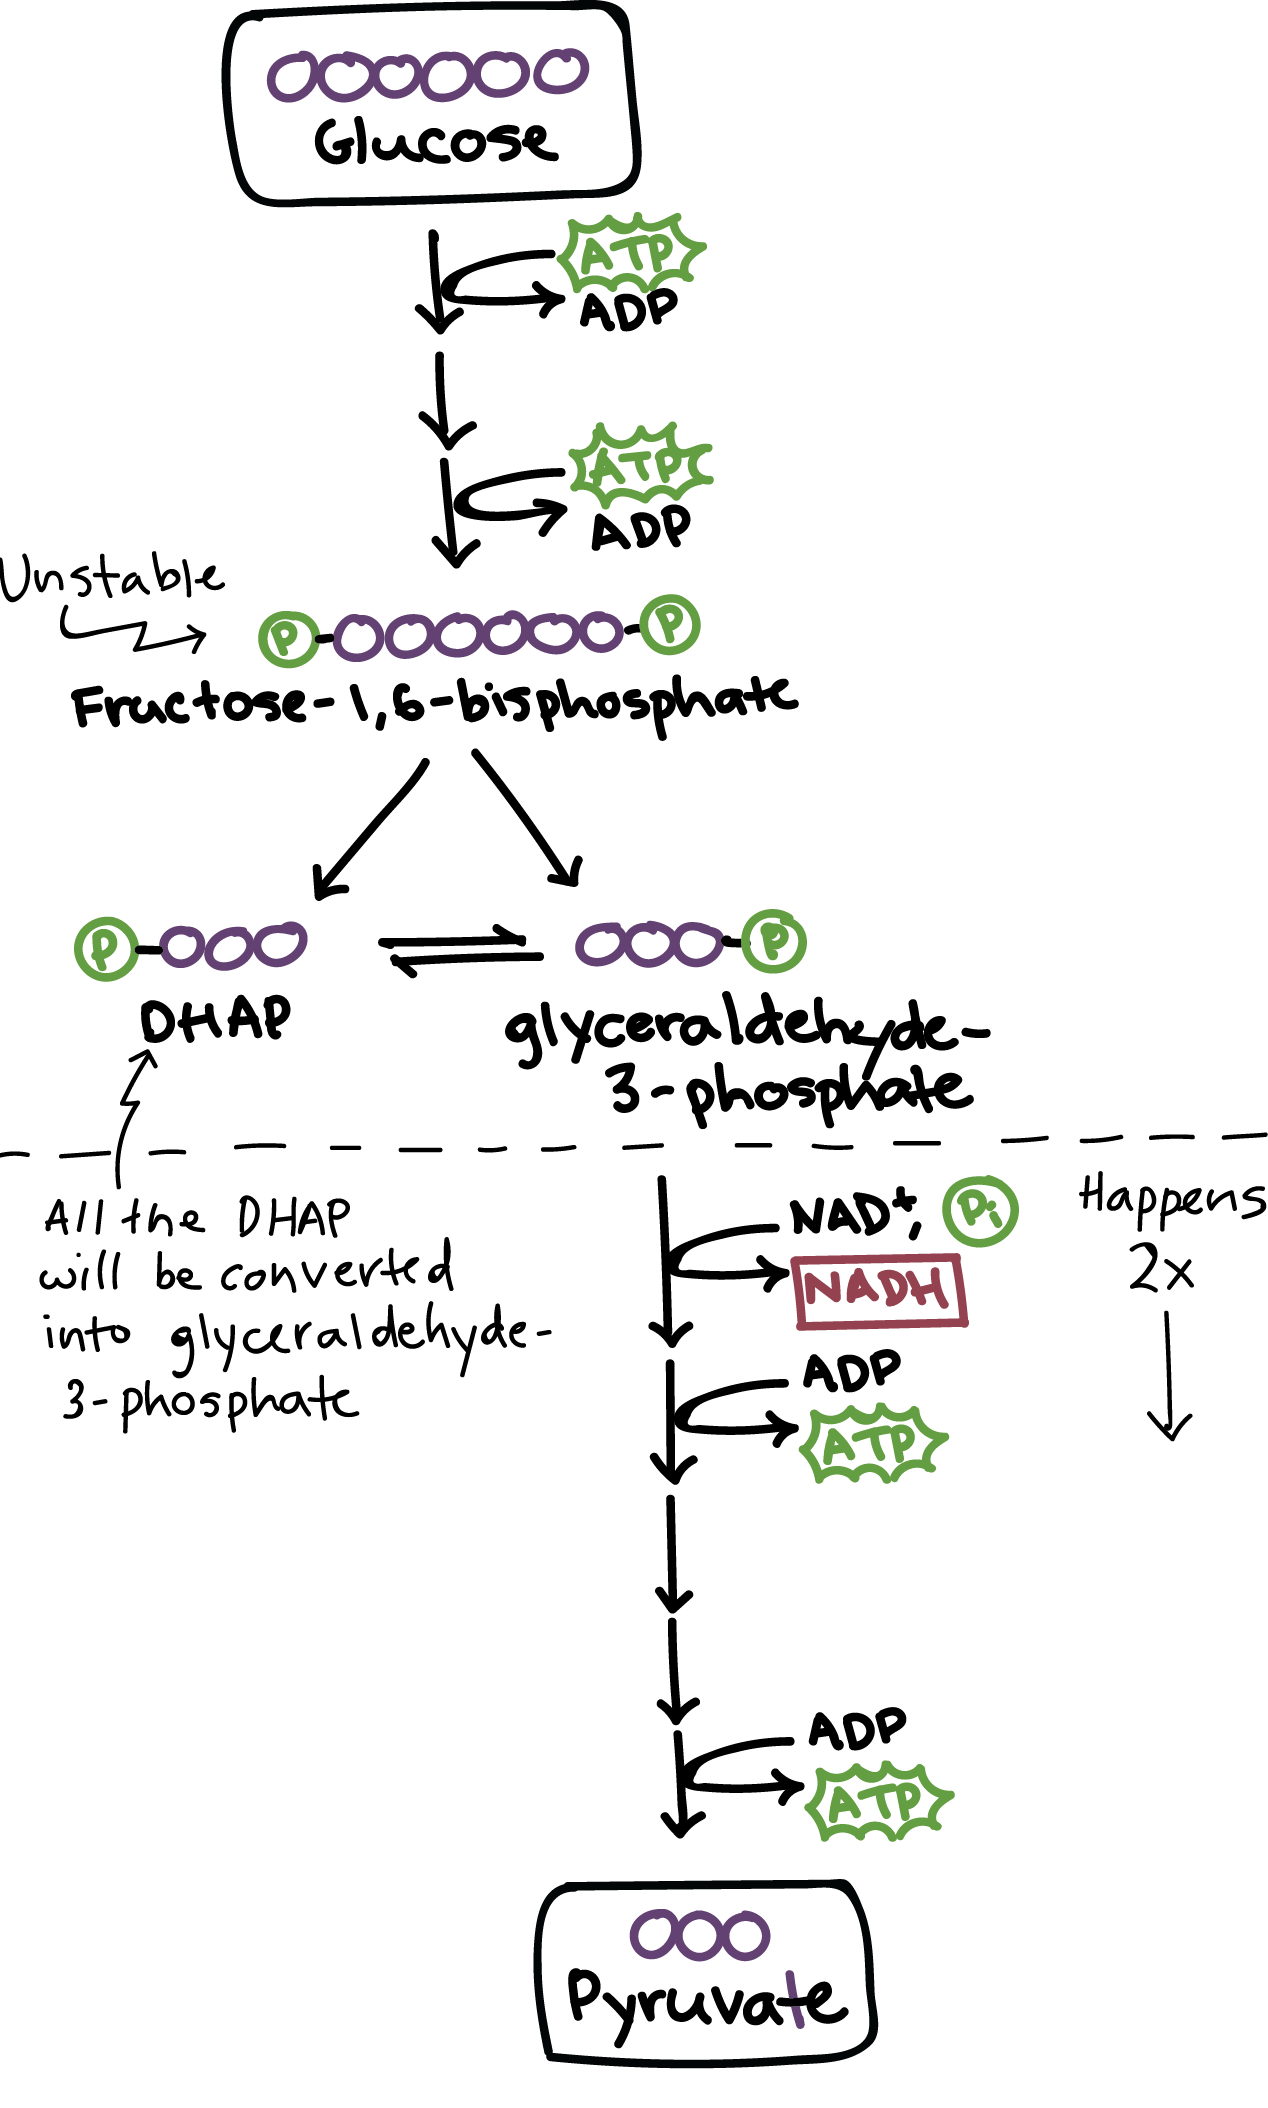 Glucose
ATP
ADP
ATP
ADP
Unstable
P
P
Fructose-1,6-bisphosphate
P
P
DHAP
glyceraldehyde-
3-phosphate
All the DHAP
will be converted
into glyceraldehyde-
3-phosphate
NAD+, Pi
NADH
Happens
2x
ADP
ATP
ADP
ATP
Pyruvate